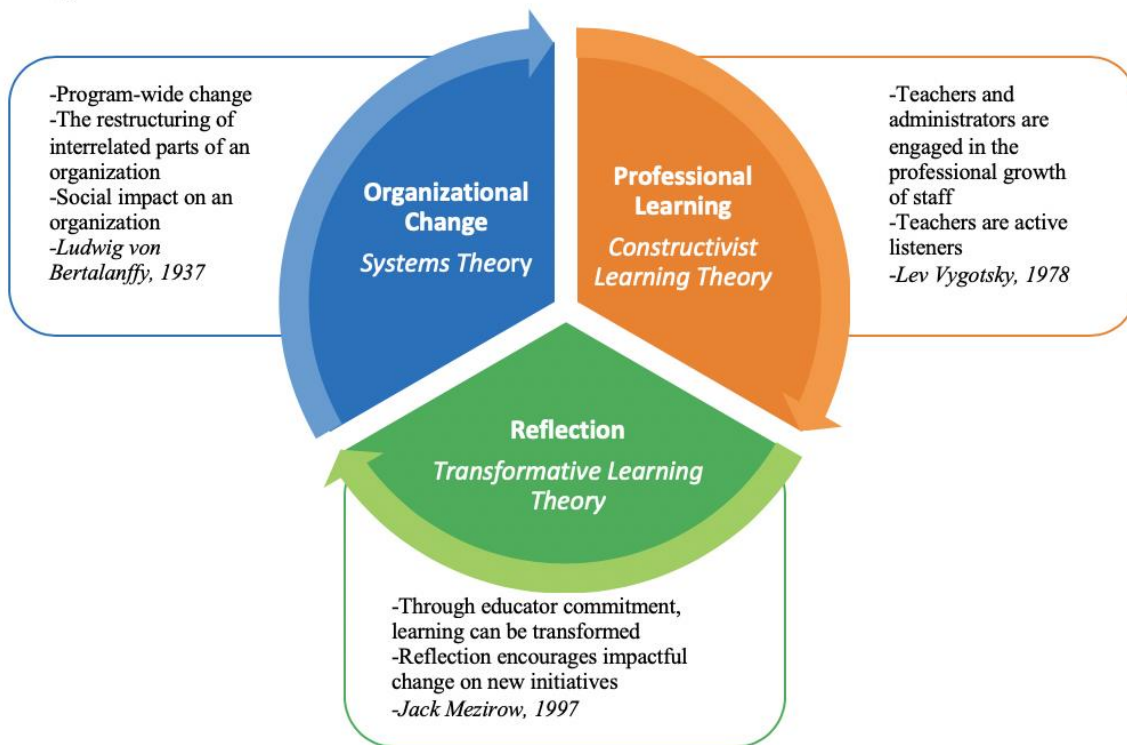 -Program-wide change
-The restructuring of
interrelated parts of an
organization
-Social impact on an
organization
-Ludwig von
Bertalanffy, 1937
Organizational
Change
Systems Theory
Professional
Learning
Constructivist
Learning Theory
-Teachers and
administrators are
engaged in the
professional growth
of staff
-Teachers are active
listeners
-Lev Vygotsky, 1978
Reflection
Transformative Learning
Theory
-Through educator commitment,
learning can be transformed
-Reflection encourages impactful
change on new initiatives
-Jack Mezirow, 1997